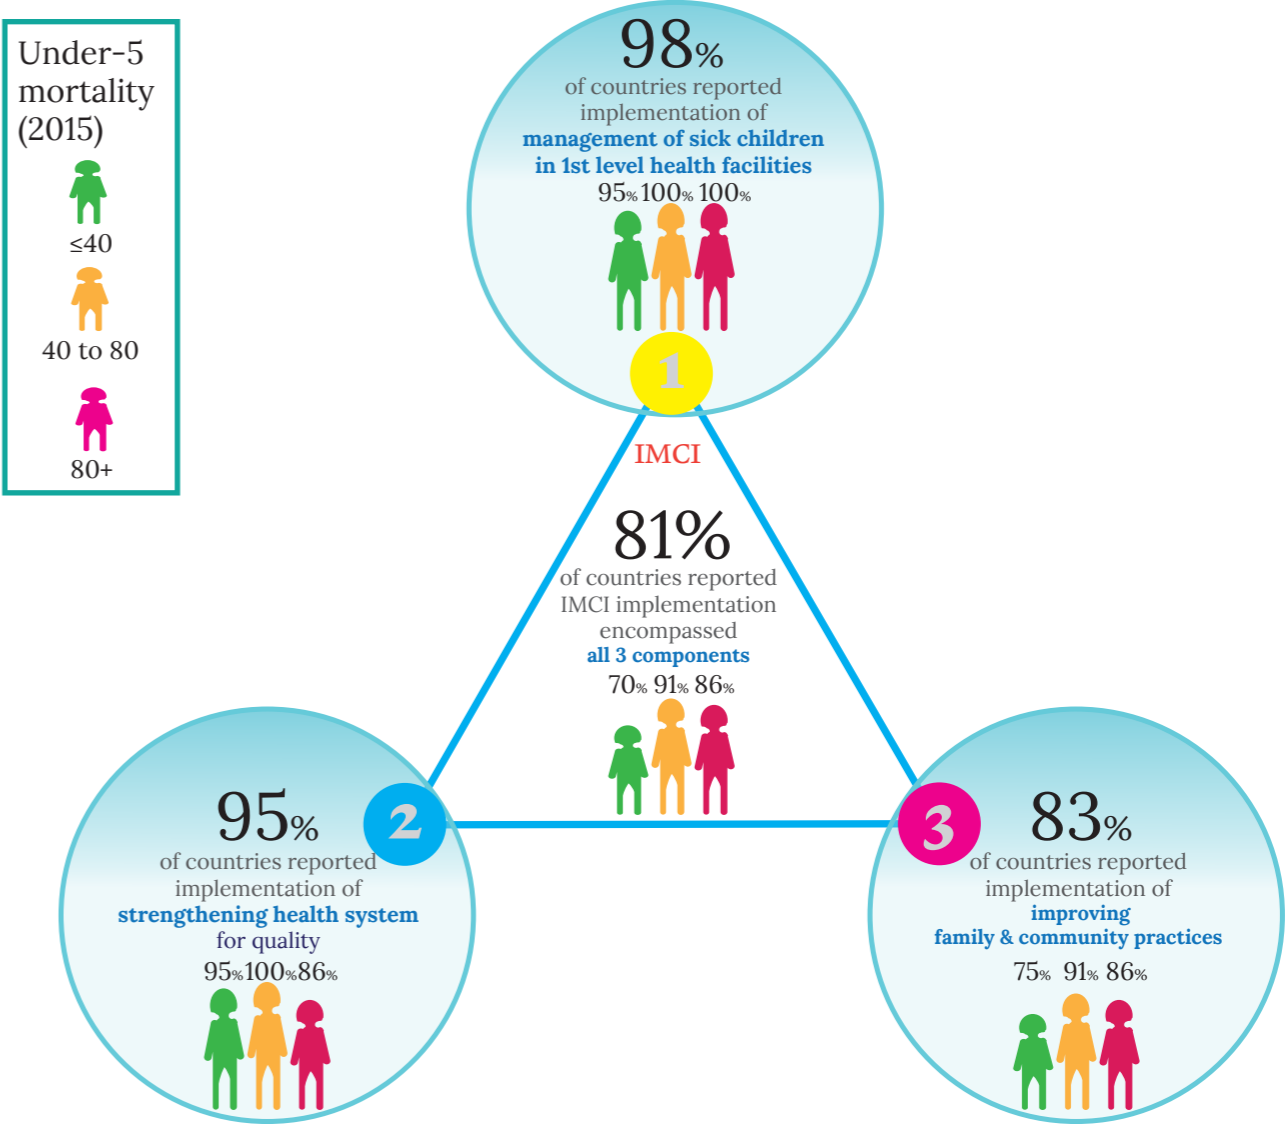 Under-5
mortality
(2015)
≤40
40 to 80
80+
98%
of countries reported
implementation of
management of sick children
in 1st level health facilities
95% 100% 100%
1
IMCI
81%
of countries reported
IMCI implementation
encompassed
all 3 components
70% 91% 86%
2
95%
of countries reported
implementation of
strengthening health system
for quality
95% 100% 86%
3
83%
of countries reported
implementation of
improving
family & community practices
75% 91% 86%